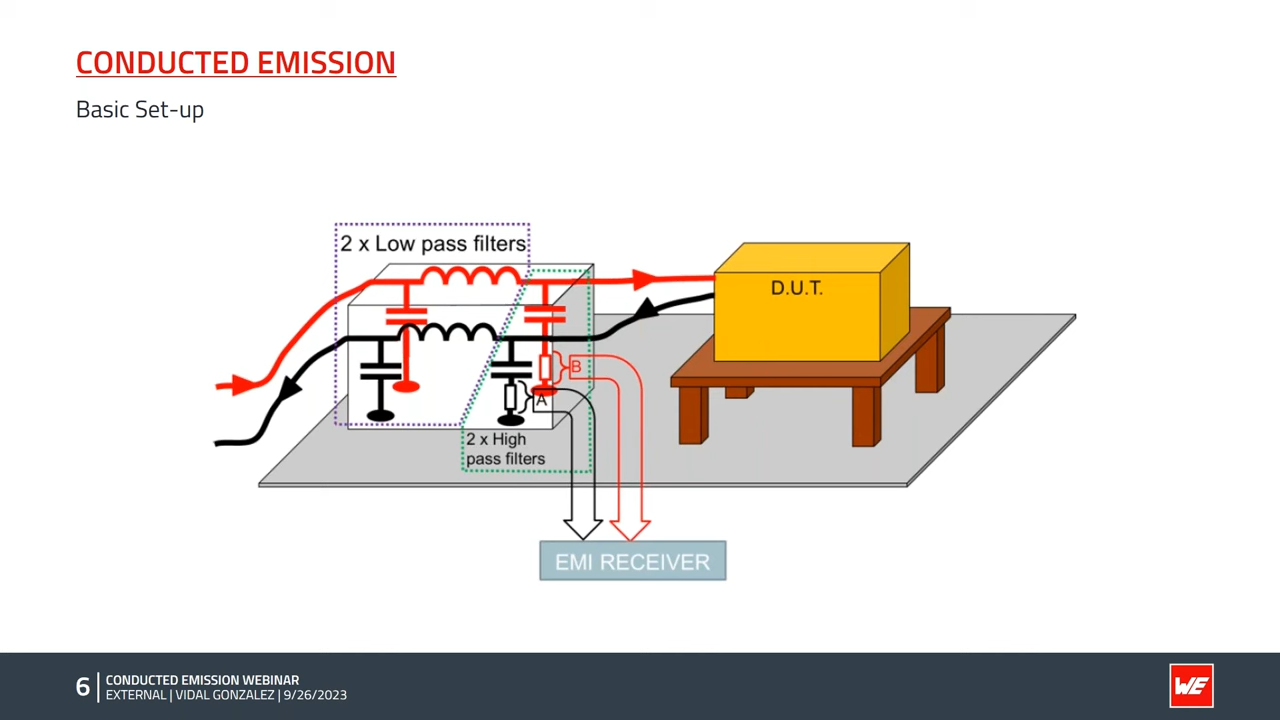 CONDUCTED EMISSION
Basic Set-up
2 x Low pass filters
D.U.T.
B
A
2 x High
pass filters
EMI RECEIVER
6
CONDUCTED EMISSION WEBINAR
EXTERNAL | VIDAL GONZALEZ | 9/26/2023
WE